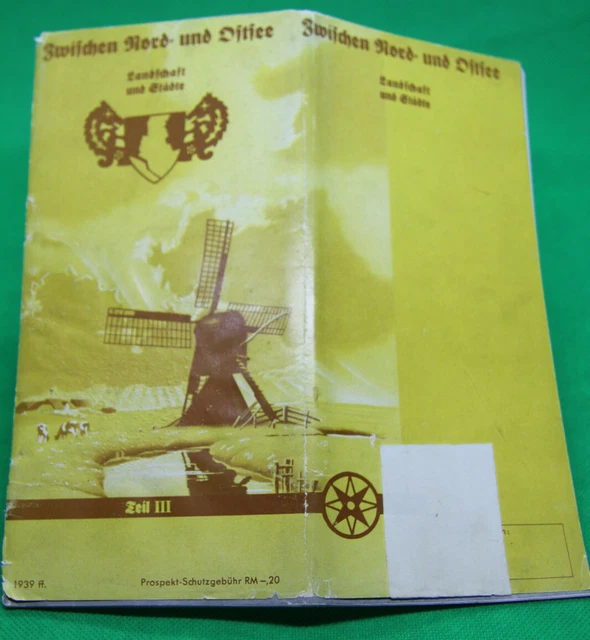 Zwischen Nord- und Ostsee
Landschaft
und Städte
Teil III
1939 ff.
Prospekt-Schutzgebühr RM –,20
Zwischen Nord- und Ostsee
Landschaft
und Städte